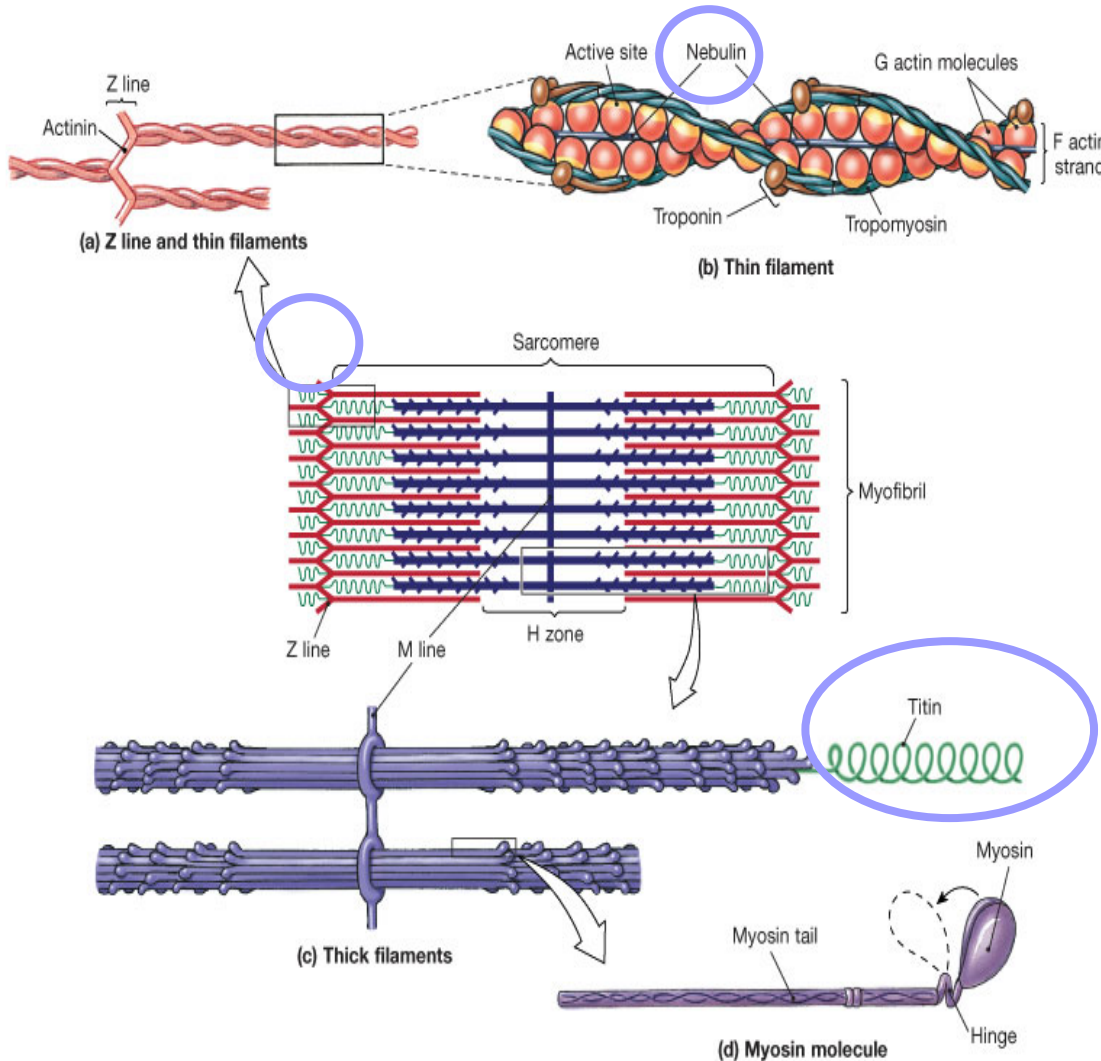 Z line
Actinin
(a) Z line and thin filaments
Active site
Nebulin
G actin molecules
F actin
strand
Troponin
Tropomyosin
(b) Thin filament
Sarcomere
Myofibril
H zone
Z line
M line
Titin
(c) Thick filaments
Myosin
Myosin tail
Hinge
(d) Myosin molecule